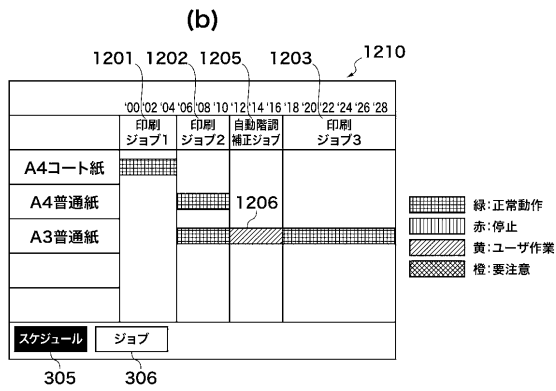 (b)
1201 1202 1205 1203 1210
'00 '02 '04 '06 '08 '10 '12 '14 '16 '18 '20 '22 '24 '26 '28
印刷 印刷 自動階調 印刷
ジョブ1 ジョブ2 補正ジョブ ジョブ3
A4コート紙
A4普通紙
1206
A3普通紙
緑:正常動作
赤:停止
黄:ユーザ作業
橙:要注意
スケジュール ジョブ
305 306